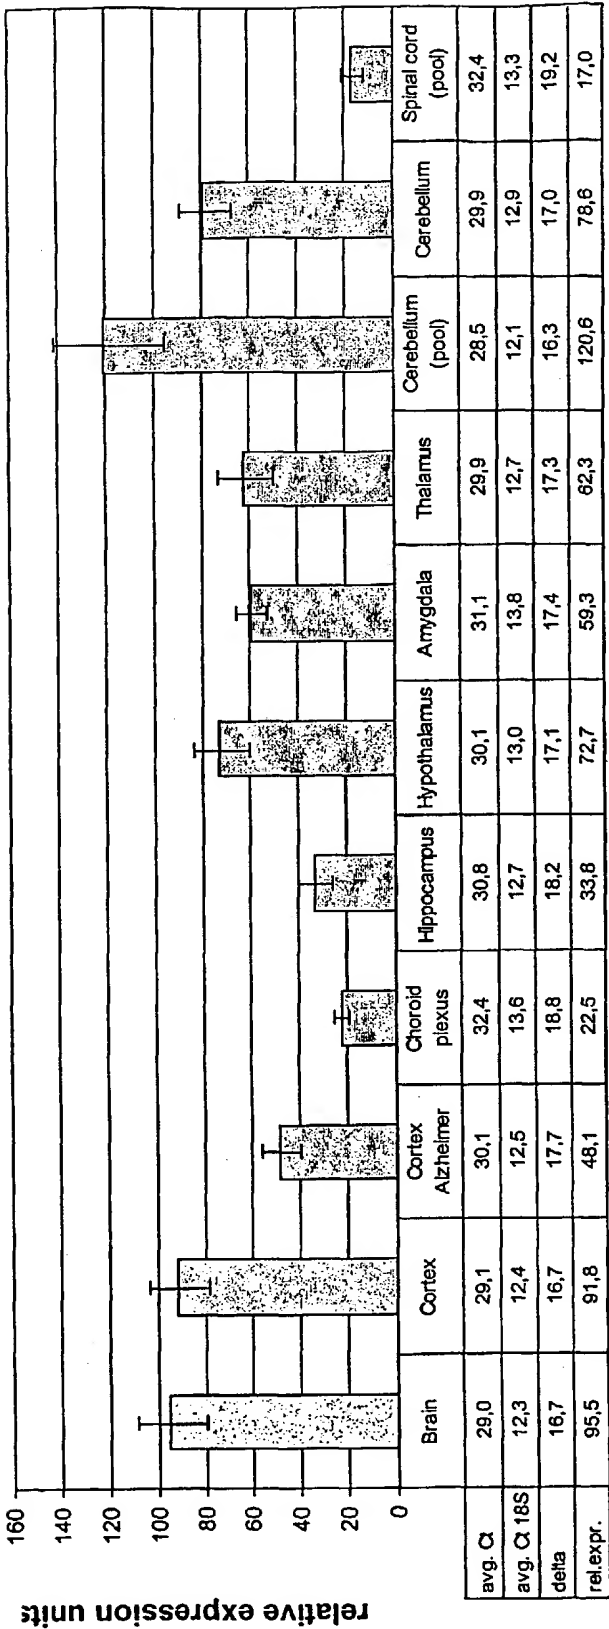 relative expression units
160
140
120
100
80
60
40
20
0
Brain Cortex Cortex Alzheimer Choroid plexus Hippocampus Hypothalamus Amygdala Thalamus Cerebellum (pool) Cerebellum Spinal cord (pool)
avg. Ct 29,0 29,1 30,1 32,4 30,8 30,1 31,1 29,9 28,5 29,9 32,4
avg. Ct 18S 12,3 12,4 12,5 13,6 12,7 13,0 13,8 12,7 12,1 12,9 13,3
delta 16,7 16,7 17,7 18,8 18,2 17,1 17,4 17,3 16,3 17,0 19,2
rel.expr. 95,5 91,8 48,1 22,5 33,8 72,7 59,3 62,3 120,6 78,6 17,0